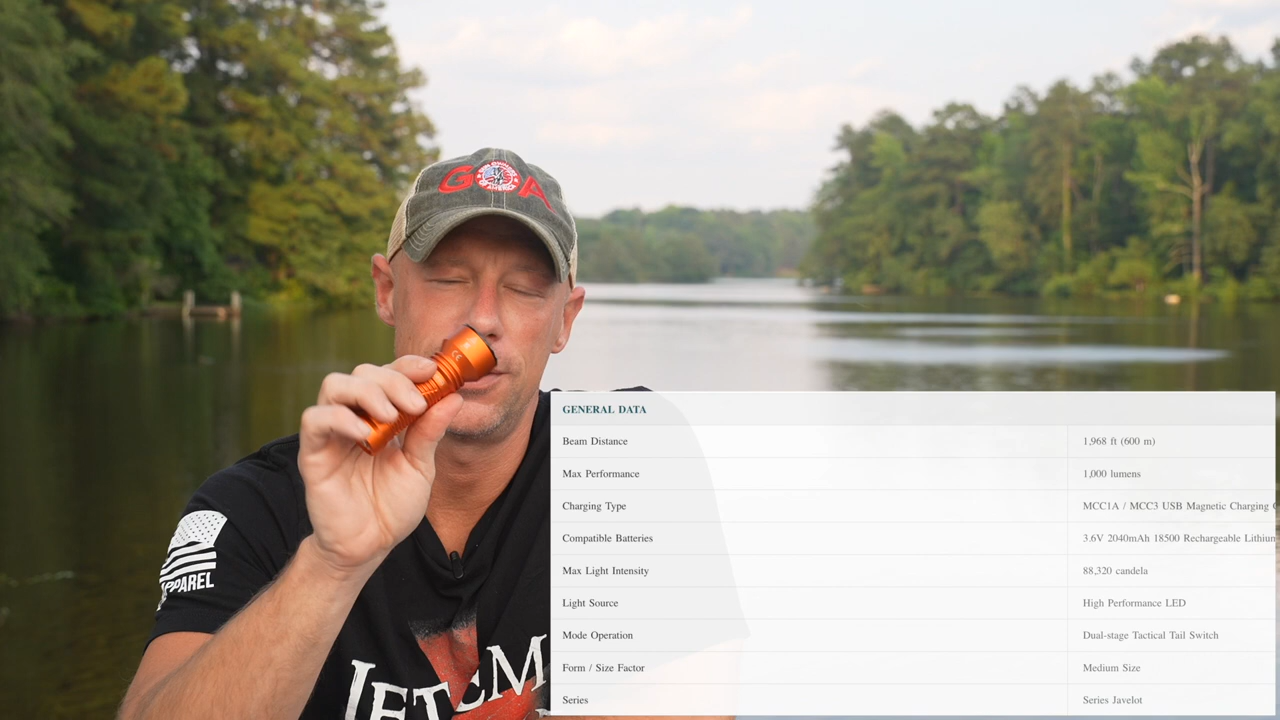 GOA
GENERAL DATA
Beam Distance 1,968 ft (600 m)
Max Performance 1,000 lumens
Charging Type MCC1A / MCC3 USB Magnetic Charging
Compatible Batteries 3.6V 2040mAh 18500 Rechargeable Lithium
Max Light Intensity 88,320 candela
Light Source High Performance LED
Mode Operation Dual-stage Tactical Tail Switch
Form / Size Factor Medium Size
Series Series Javelot
APPAREL